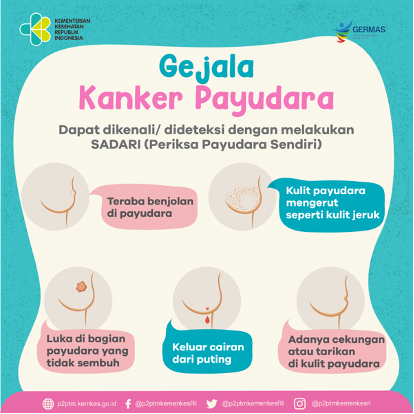 KEMENTERIAN
KESEHATAN
REPUBLIK
INDONESIA
GERMAS
Gejala
Kanker Payudara
Dapat dikenali/ dideteksi dengan melakukan
SADARI (Periksa Payudara Sendiri)
Teraba benjolan
di payudara
Kulit payudara
mengerut
seperti kulit jeruk
Luka di bagian
payudara yang
tidak sembuh
Keluar cairan
dari puting
Adanya cekungan
atau tarikan
di kulit payudara
p2ptm.kemkes.go.id
@p2ptmkemenkesRI
@p2ptmkemenkesRI
@p2ptmkemenkesri